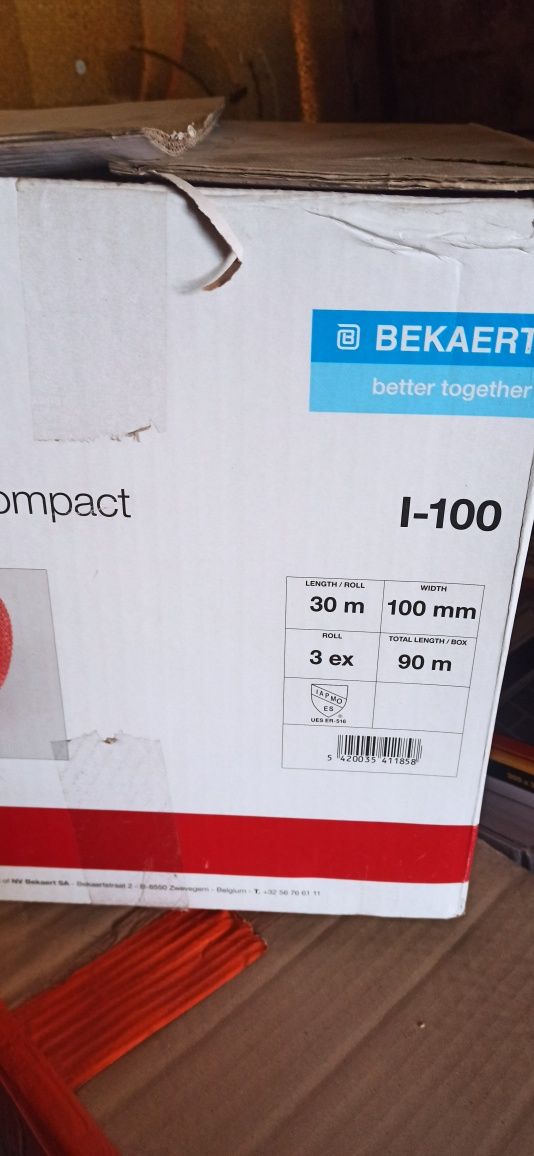 BEKAERT
better together
ompact
I-100
LENGTH / ROLL
30 m
WIDTH
100 mm
ROLL
3 ex
TOTAL LENGTH / BOX
90 m
IAPMO
ES
®
UES ER-516
5 420035 411858
of NV Bekaert SA - Bekaertstraat 2 - B-8550 Zwevegem - Belgium - T. +32 56 76 61 11